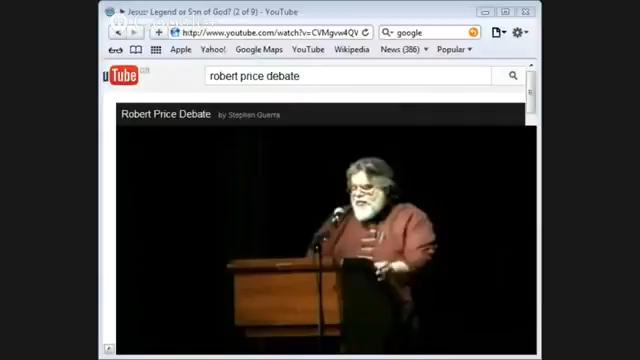 Jesus: Legend or Son of God? (2 of 9) - YouTube
http://www.youtube.com/watch?v=CVMgvw4QV
google
Apple Yahoo! Google Maps YouTube Wikipedia News (386) Popular
Tube
robert price debate
Robert Price Debate by Stephen Guerra